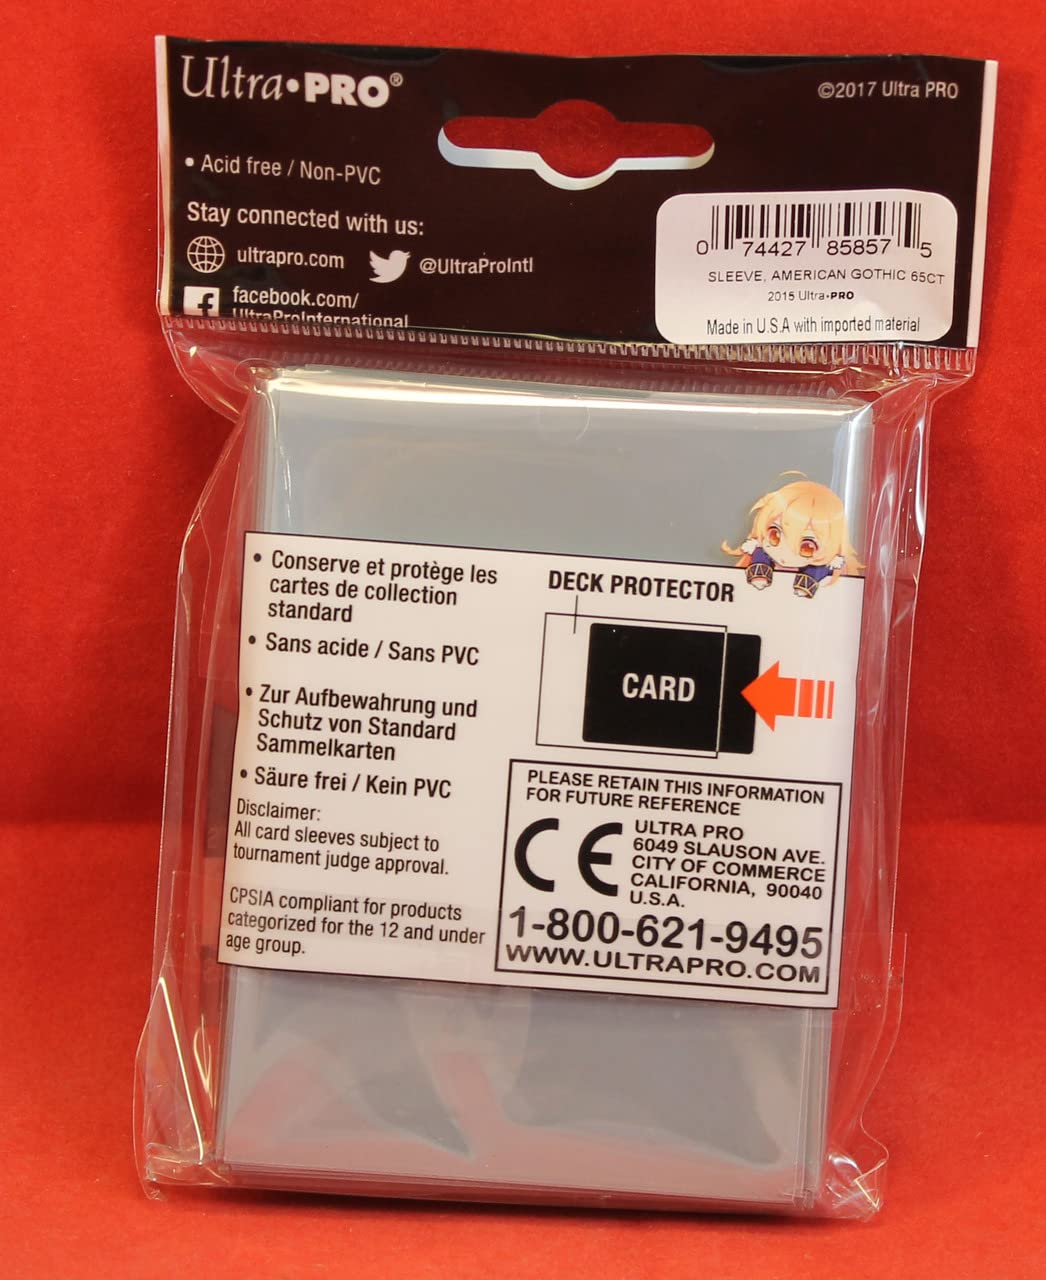 Ultra•PRO®
©2017 Ultra PRO
• Acid free / Non-PVC
Stay connected with us:
ultrapro.com
@UltraProIntl
facebook.com/
UltraProInternational
0 74427 85857 5
SLEEVE, AMERICAN GOTHIC 65CT
2015 Ultra•PRO
Made in U.S.A with imported material
• Conserve et protège les
cartes de collection
standard
• Sans acide / Sans PVC
• Zur Aufbewahrung und
Schutz von Standard
Sammelkarten
• Säure frei / Kein PVC
Disclaimer:
All card sleeves subject to
tournament judge approval.
CPSIA compliant for products
categorized for the 12 and under
age group.
DECK PROTECTOR
CARD
PLEASE RETAIN THIS INFORMATION
FOR FUTURE REFERENCE
CE
ULTRA PRO
6049 SLAUSON AVE.
CITY OF COMMERCE
CALIFORNIA, 90040
U.S.A.
1-800-621-9495
WWW.ULTRAPRO.COM